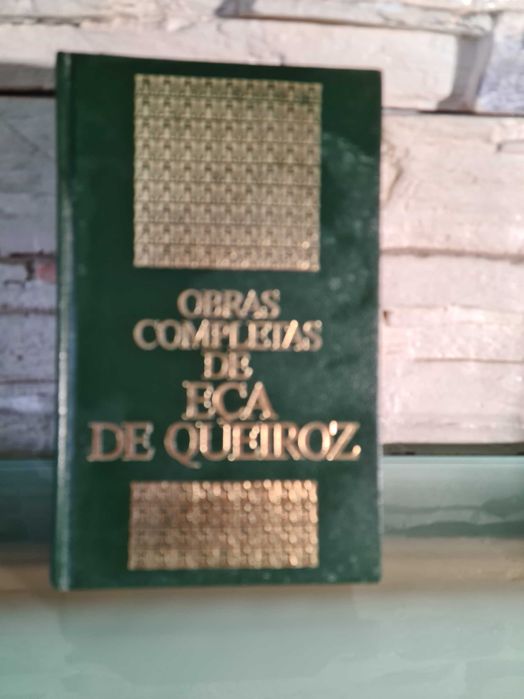 OBRAS
COMPLETAS
DE
EÇA
DE QUEIROZ